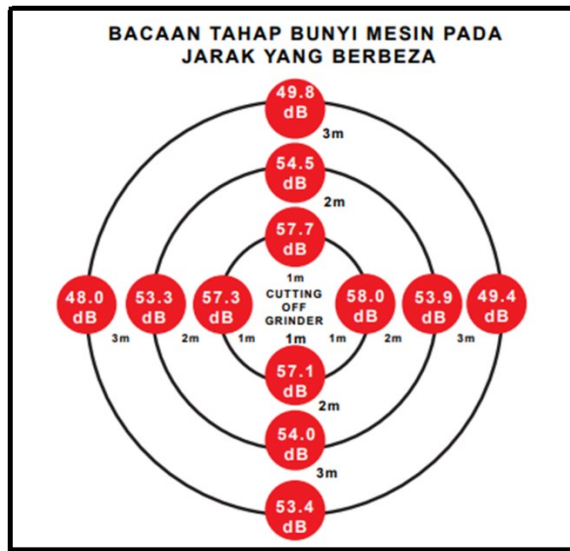 BACAAN TAHAP BUNYI MESIN PADA
JARAK YANG BERBEZA
49.8
dB
3m
54.5
dB
2m
57.7
dB
1m
48.0
dB
53.3
dB
57.3
dB
CUTTING
OFF
GRINDER
58.0
dB
53.9
dB
49.4
dB
3m
2m
1m
1m
1m
2m
3m
57.1
dB
2m
54.0
dB
3m
53.4
dB